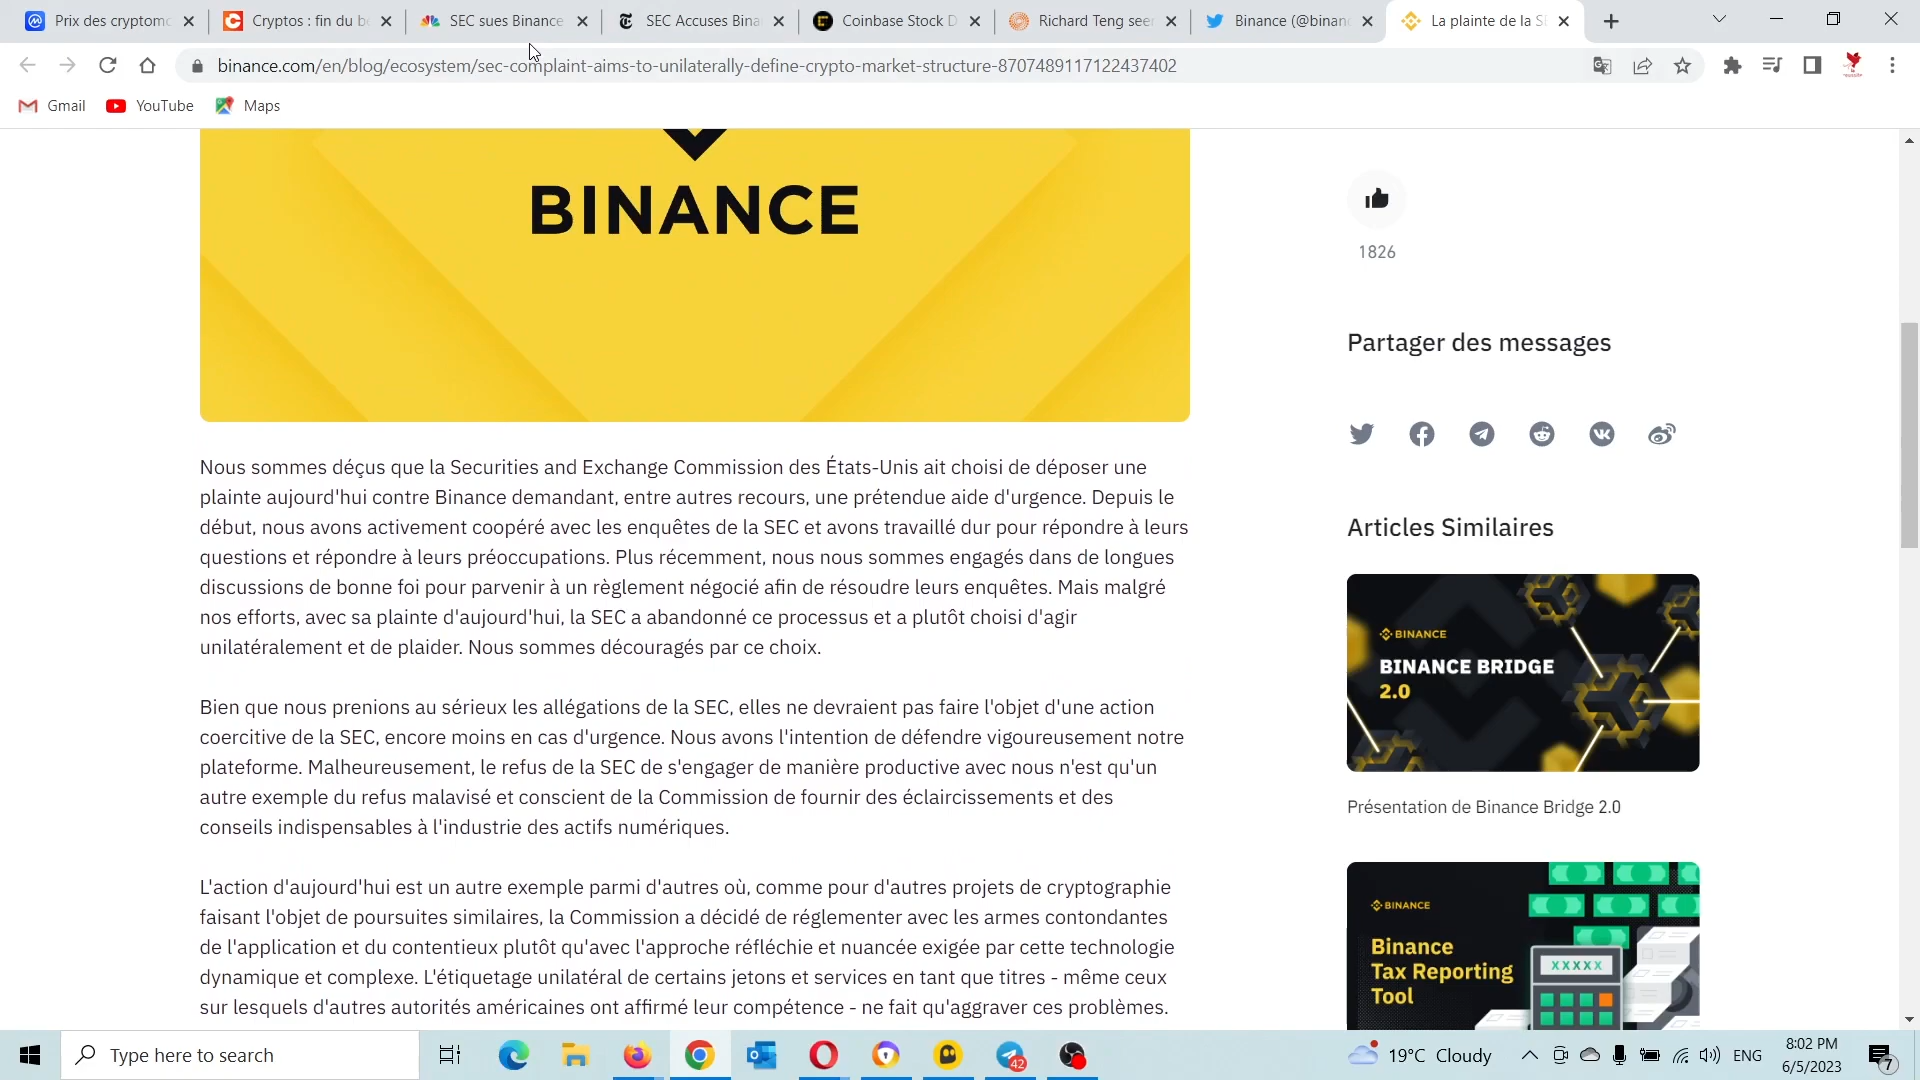 Prix des cryptomo
Cryptos : fin du b
SEC sues Binance
SEC Accuses Bina
Coinbase Stock D
Richard Teng see
Binance (@binan
La plainte de la S
binance.com/en/blog/ecosystem/sec-complaint-aims-to-unilaterally-define-crypto-market-structure-8707489117122437402
Gmail
YouTube
Maps
BINANCE
Nous sommes déçus que la Securities and Exchange Commission des États-Unis ait choisi de déposer une
plainte aujourd'hui contre Binance demandant, entre autres recours, une prétendue aide d'urgence. Depuis le
début, nous avons activement coopéré avec les enquêtes de la SEC et avons travaillé dur pour répondre à leurs
questions et répondre à leurs préoccupations. Plus récemment, nous nous sommes engagés dans de longues
discussions de bonne foi pour parvenir à un règlement négocié afin de résoudre leurs enquêtes. Mais malgré
nos efforts, avec sa plainte d'aujourd'hui, la SEC a abandonné ce processus et a plutôt choisi d'agir
unilatéralement et de plaider. Nous sommes découragés par ce choix.
Bien que nous prenions au sérieux les allégations de la SEC, elles ne devraient pas faire l'objet d'une action
coercitive de la SEC, encore moins en cas d'urgence. Nous avons l'intention de défendre vigoureusement notre
plateforme. Malheureusement, le refus de la SEC de s'engager de manière productive avec nous n'est qu'un
autre exemple du refus malavisé et conscient de la Commission de fournir des éclaircissements et des
conseils indispensables à l'industrie des actifs numériques.
L'action d'aujourd'hui est un autre exemple parmi d'autres où, comme pour d'autres projets de cryptographie
faisant l'objet de poursuites similaires, la Commission a décidé de réglementer avec les armes contondantes
de l'application et du contentieux plutôt qu'avec l'approche réfléchie et nuancée exigée par cette technologie
dynamique et complexe. L'étiquetage unilatéral de certains jetons et services en tant que titres - même ceux
sur lesquels d'autres autorités américaines ont affirmé leur compétence - ne fait qu'aggraver ces problèmes.
1826
Partager des messages
Articles Similaires
BINANCE
BINANCE BRIDGE
2.0
Présentation de Binance Bridge 2.0
BINANCE
Binance
Tax Reporting
Tool
XXXXX
Type here to search
42
19°C Cloudy
ENG
8:02 PM
6/5/2023
7